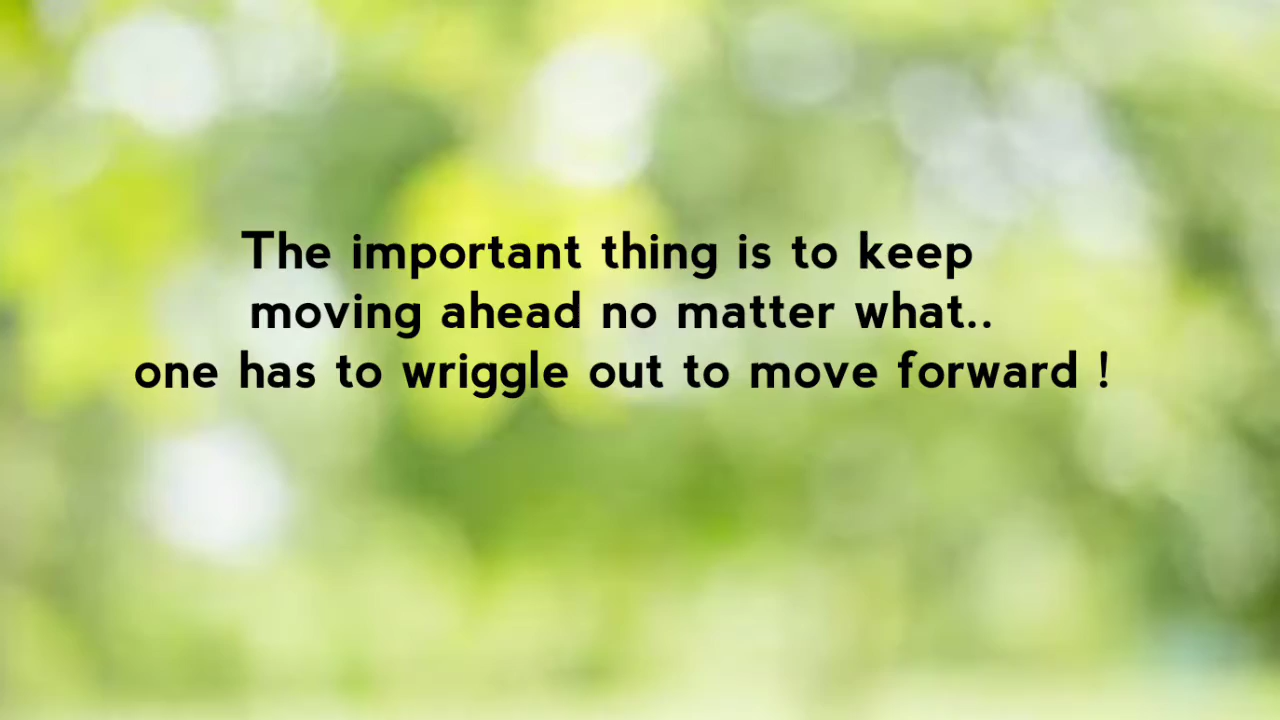 The important thing is to keep
moving ahead no matter what..
one has to wriggle out to move forward !